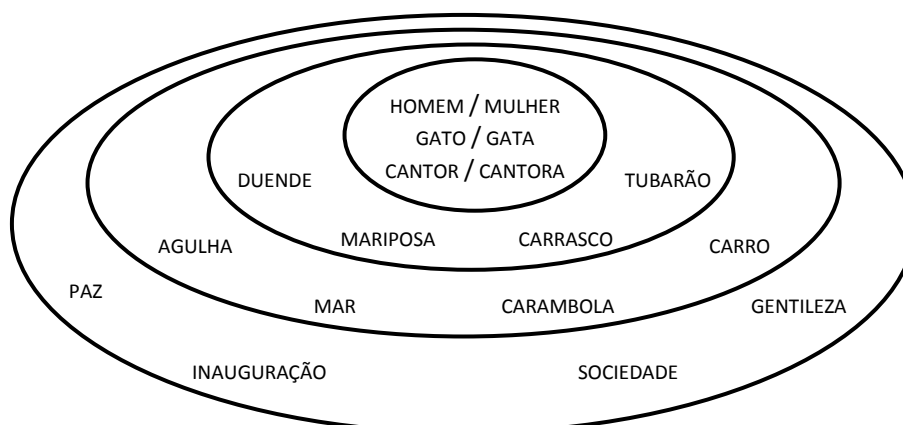 HOMEM / MULHER
GATO / GATA
CANTOR / CANTORA
DUENDE
TUBARÃO
MARIPOSA
CARRASCO
AGULHA
CARRO
PAZ
MAR
CARAMBOLA
GENTILEZA
INAUGURAÇÃO
SOCIEDADE